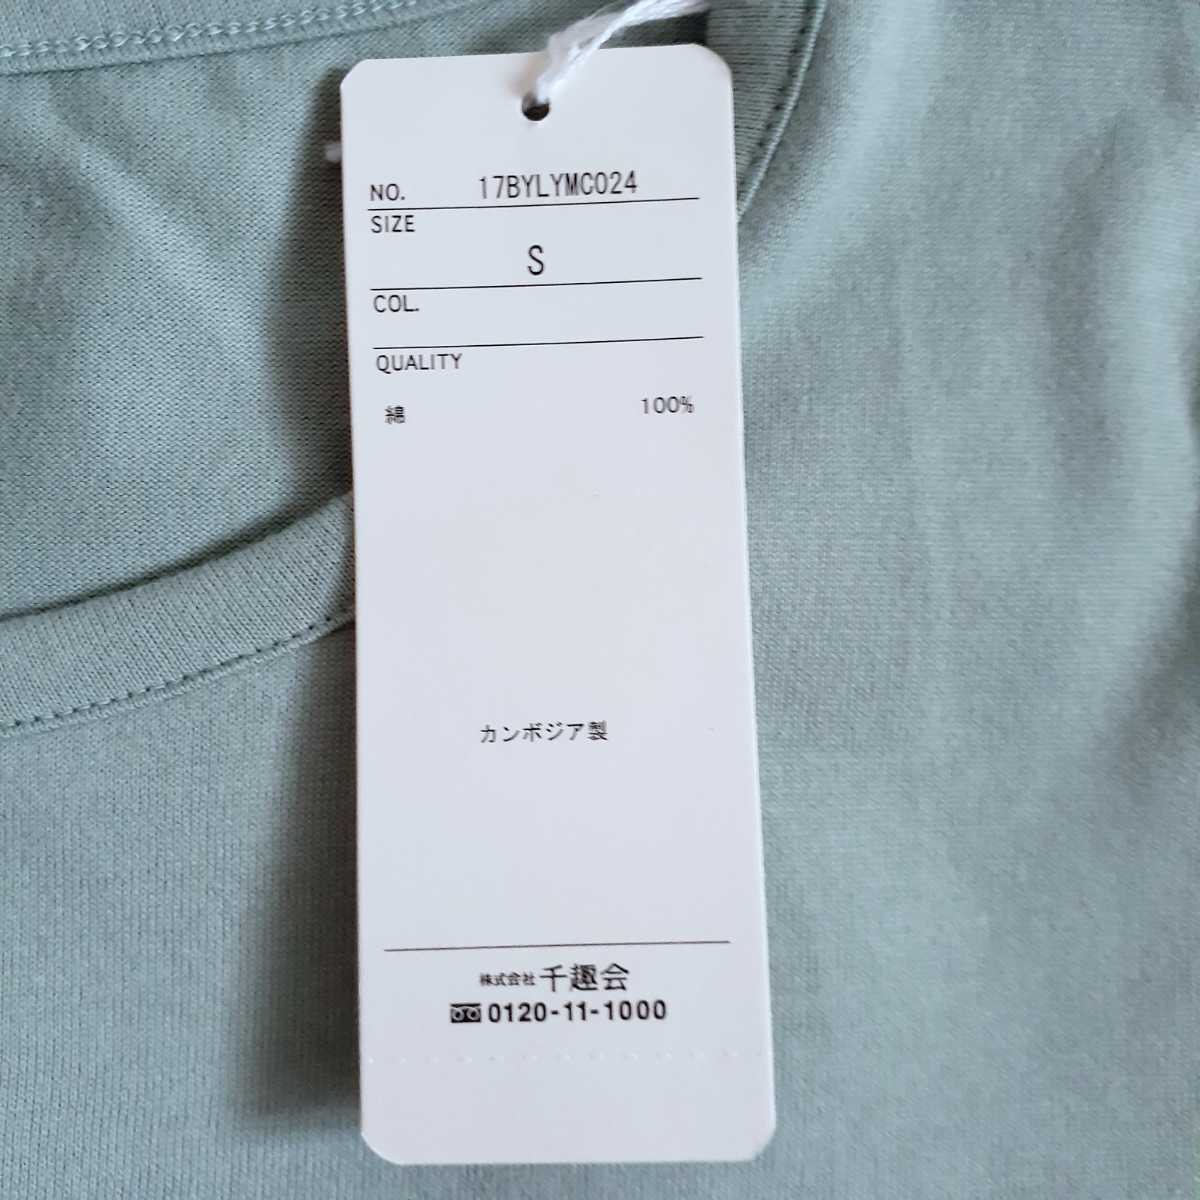 NO. 17BYLYMC024
SIZE
S
COL.
QUALITY
綿 100%
カンボジア製
株式会社千趣会
0120-11-1000